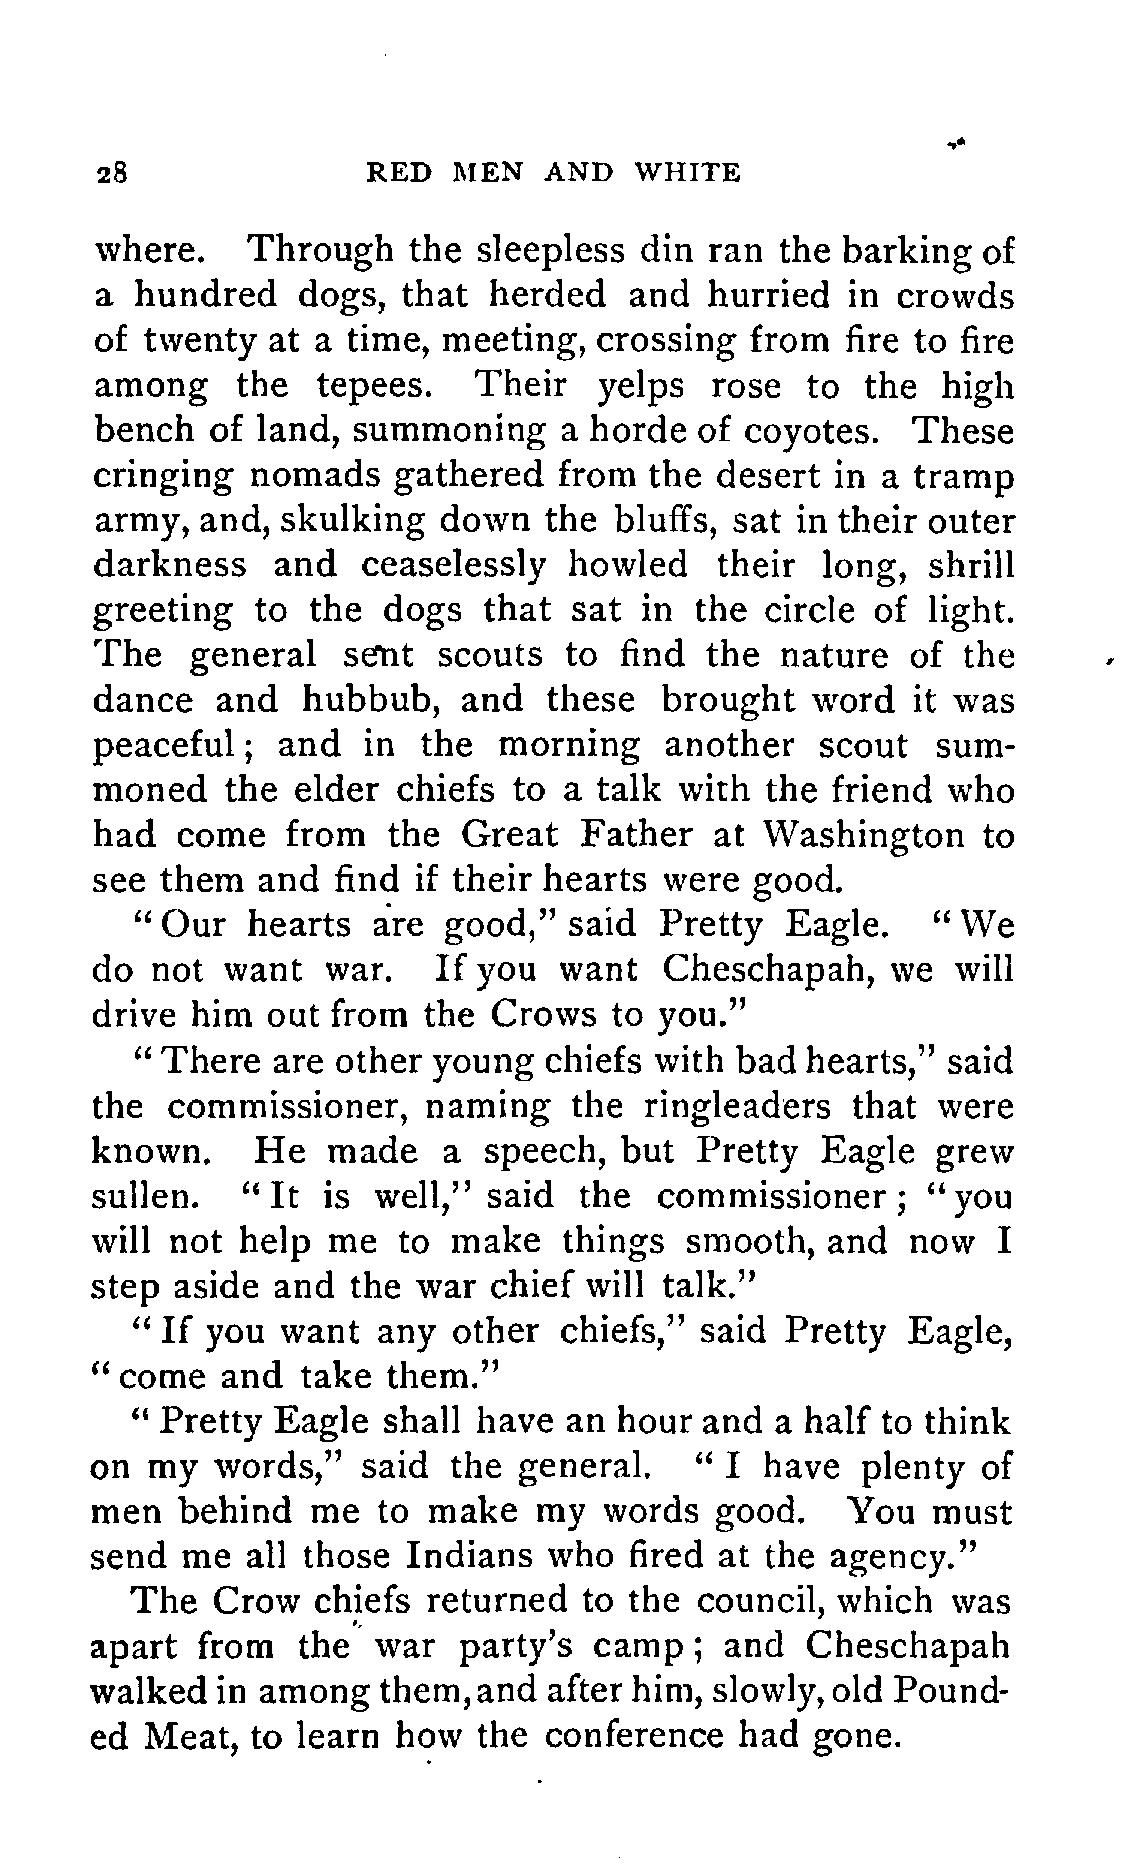 28 RED MEN AND WHITE
where. Through the sleepless din ran the barking of
a hundred dogs, that herded and hurried in crowds
of twenty at a time, meeting, crossing from fire to fire
among the tepees. Their yelps rose to the high
bench of land, summoning a horde of coyotes. These
cringing nomads gathered from the desert in a tramp
army, and, skulking down the bluffs, sat in their outer
darkness and ceaselessly howled their long, shrill
greeting to the dogs that sat in the circle of light.
The general sent scouts to find the nature of the
dance and hubbub, and these brought word it was
peaceful; and in the morning another scout sum-
moned the elder chiefs to a talk with the friend who
had come from the Great Father at Washington to
see them and find if their hearts were good.
"Our hearts are good," said Pretty Eagle. "We
do not want war. If you want Cheschapah, we will
drive him out from the Crows to you."
"There are other young chiefs with bad hearts," said
the commissioner, naming the ringleaders that were
known. He made a speech, but Pretty Eagle grew
sullen. "It is well," said the commissioner; "you
will not help me to make things smooth, and now I
step aside and the war chief will talk."
"If you want any other chiefs," said Pretty Eagle,
"come and take them."
"Pretty Eagle shall have an hour and a half to think
on my words," said the general. "I have plenty of
men behind me to make my words good. You must
send me all those Indians who fired at the agency."
The Crow chiefs returned to the council, which was
apart from the war party's camp; and Cheschapah
walked in among them, and after him, slowly, old Pound-
ed Meat, to learn how the conference had gone.